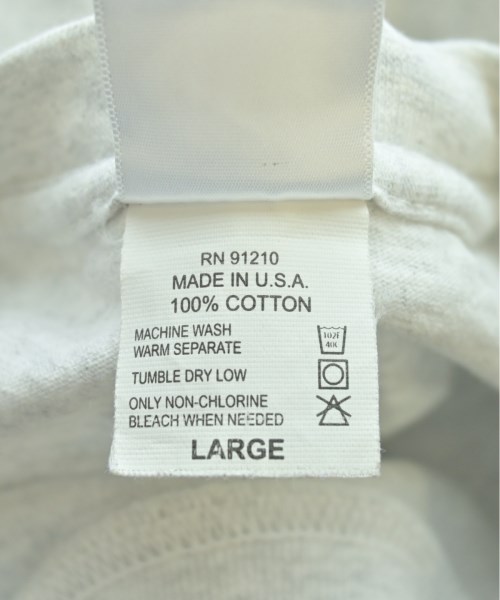 RN 91210
MADE IN U.S.A.
100% COTTON
MACHINE WASH
WARM SEPARATE
TUMBLE DRY LOW
ONLY NON-CHLORINE
BLEACH WHEN NEEDED
LARGE